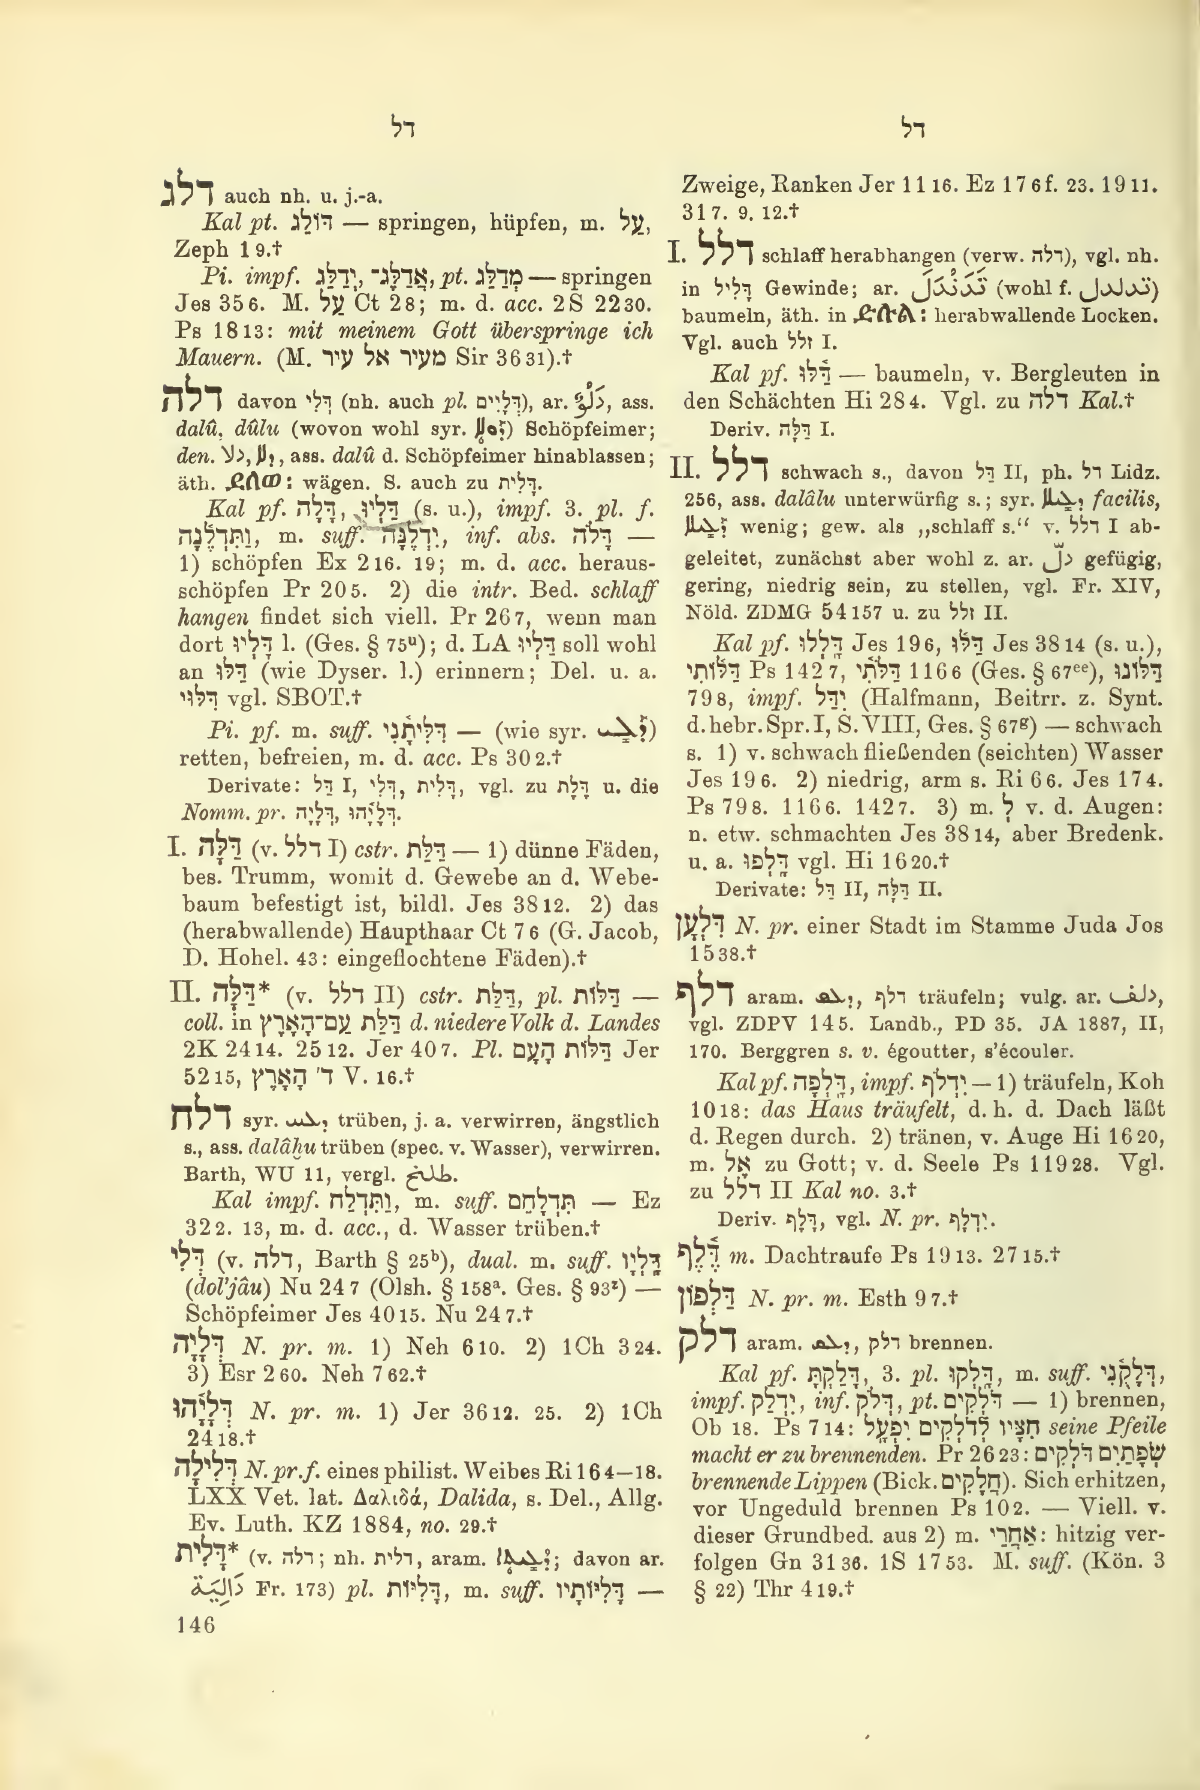 דל
דל
דלג auch nh. u. j.-a.
Kal pt. דּוֹלֵג — springen, hüpfen, m. עַל,
Zeph 1 9.†
Pi. impf. יְדַלֵּג, אֲדַלֶּג־, pt. מְדַלֵּג — springen
Jes 35 6. M. עַל Ct 2 8; m. d. acc. 2S 22 30.
Ps 18 13: mit meinem Gott überspringe ich
Mauern. (M. מעיר אל עיר Sir 36 31).†
דלה davon דְּלִי (nh. auch pl. דְּלָיִים), ar. دَلْوٌ, ass.
dalû, dûlu (wovon wohl syr.) Schöpfeimer;
den. دلا, ass. dalû d. Schöpfeimer hinablassen;
äth. ደለወ: wägen. S. auch zu דָּלִית.
Kal pf. דָּלָה, דַּלְיוּ (s. u.), impf. 3. pl. f.
וַתִּדְלֶנָה, m. suff. יִדְלֶנָּה, inf. abs. דָּלֹה —
1) schöpfen Ex 2 16. 19; m. d. acc. heraus-
schöpfen Pr 20 5. 2) die intr. Bed. schlaff
hangen findet sich viell. Pr 26 7, wenn man
dort דָּלְיוּ l. (Ges. § 75ᵘ); d. LA דַּלְיוּ soll wohl
an דַּלּוּ (wie Dyser. l.) erinnern; Del. u. a.
דִּלּוּי vgl. SBOT.†
Pi. pf. m. suff. דִּלִּיתָנִי — (wie syr.)
retten, befreien, m. d. acc. Ps 30 2.†
Derivate: דַּל I, דְּלִי, דָּלִית, vgl. zu דֶּלֶת u. die
Nomm. pr. דְּלָיָה, דְּלָיָהוּ.
I. דַּלָּה (v. דלל I) cstr. דַּלַּת — 1) dünne Fäden,
bes. Trumm, womit d. Gewebe an d. Webe-
baum befestigt ist, bildl. Jes 38 12. 2) das
(herabwallende) Haupthaar Ct 7 6 (G. Jacob,
D. Hohel. 43: eingeflochtene Fäden).†
II. דַּלָּה* (v. דלל II) cstr. דַּלַּת, pl. דַּלּוֹת —
coll. in דַּלַּת עַם־הָאָרֶץ d. niedere Volk d. Landes
2K 24 14. 25 12. Jer 40 7. Pl. דַּלּוֹת הָעָם Jer
52 15, ד' הָאָרֶץ V. 16.†
דלח syr. ܕܠܚ trüben, j. a. verwirren, ängstlich
s., ass. dalâḫu trüben (spec. v. Wasser), verwirren.
Barth, WU 11, vergl. طلخ.
Kal impf. וַתִּדְלַח, m. suff. תִּדְלָחֵם — Ez
32 2. 13, m. d. acc., d. Wasser trüben.†
דְּלִי (v. דלה, Barth § 25ᵇ), dual. m. suff. דָּלְיָו
(dol'jâu) Nu 24 7 (Olsh. § 158ᵃ. Ges. § 93ᶻ) —
Schöpfeimer Jes 40 15. Nu 24 7.†
דְּלָיָה N. pr. m. 1) Neh 6 10. 2) 1Ch 3 24.
3) Esr 2 60. Neh 7 62.†
דְּלָיָהוּ N. pr. m. 1) Jer 36 12. 25. 2) 1Ch
24 18.†
דְּלִילָה N. pr. f. eines philist. Weibes Ri 16 4—18.
LXX Vet. lat. Δαλιδά, Dalida, s. Del., Allg.
Ev. Luth. KZ 1884, no. 29.†
דָּלִית* (v. דלה; nh. דלית, aram.; davon ar.
دَالِيَة Fr. 173) pl. דָּלִיּוֹת, m. suff. דָּלִיּוֹתָיו —
146
Zweige, Ranken Jer 11 16. Ez 17 6f. 23. 19 11.
31 7. 9. 12.†
I. דלל schlaff herabhangen (verw. דלה), vgl. nh.
in דָּלִיל Gewinde; ar. تَدَلْدَلَ (wohl f. تدلدل)
baumeln, äth. in: herabwallende Locken.
Vgl. auch זלל I.
Kal pf. דַּלּוּ — baumeln, v. Bergleuten in
den Schächten Hi 28 4. Vgl. zu דלה Kal.†
Deriv. דַּלָּה I.
II. דלל schwach s., davon דַּל II, ph. דל Lidz.
256, ass. dalâlu unterwürfig s.; syr. facilis,
wenig; gew. als „schlaff s.“ v. דלל I ab-
geleitet, zunächst aber wohl z. ar. دلّ gefügig,
gering, niedrig sein, zu stellen, vgl. Fr. XIV,
Nöld. ZDMG 54 157 u. zu זלל II.
Kal pf. דָּלֲלוּ Jes 19 6, דַּלּוּ Jes 38 14 (s. u.),
דַּלּוֹתִי Ps 142 7, דַּלֹּתִי 116 6 (Ges. § 67ᵉᵉ), דַּלּוֹנוּ
79 8, impf. יִדַּל (Halfmann, Beitrr. z. Synt.
d. hebr. Spr. I, S. VIII, Ges. § 67ᵍ) — schwach
s. 1) v. schwach fließenden (seichten) Wasser
Jes 19 6. 2) niedrig, arm s. Ri 6 6. Jes 17 4.
Ps 79 8. 116 6. 142 7. 3) m. לְ v. d. Augen:
n. etw. schmachten Jes 38 14, aber Bredenk.
u. a. דָּלְפוּ vgl. Hi 16 20.†
Derivate: דַּל II, דַּלָּה II.
דִּלְעָן N. pr. einer Stadt im Stamme Juda Jos
15 38.†
דלף aram. ܕܠܦ, דלף träufeln; vulg. ar. دلف,
vgl. ZDPV 14 5. Landb., PD 35. JA 1887, II,
170. Berggren s. v. égoutter, s’écouler.
Kal pf. דָּלְפָה, impf. יִדְלֹף — 1) träufeln, Koh
10 18: das Haus träufelt, d. h. d. Dach läßt
d. Regen durch. 2) tränen, v. Auge Hi 16 20,
m. אֶל zu Gott; v. d. Seele Ps 119 28. Vgl.
zu דלל II Kal no. 3.†
Deriv. דֶּלֶף, vgl. N. pr. יִדְלָף.
דֶּלֶף m. Dachtraufe Ps 19 13. 27 15.†
דַּלְפוֹן N. pr. m. Esth 9 7.†
דלק aram. ܕܠܩ, דלק brennen.
Kal pf. דָּלַקְתָּ, 3. pl. דָּלְקוּ, m. suff. דְּלָקֻנִי,
impf. יִדְלַק, inf. דְּלֹק, pt. דֹּלְקִים — 1) brennen,
Ob 18. Ps 7 14: חִצָּיו לְדֹלְקִים יִפְעָל seine Pfeile
macht er zu brennenden. Pr 26 23: שְׂפָתַיִם דֹּלְקִים
brennende Lippen (Bick. חֲלָקִים). Sich erhitzen,
vor Ungeduld brennen Ps 10 2. — Viell. v.
dieser Grundbed. aus 2) m. אַחֲרֵי: hitzig ver-
folgen Gn 31 36. 1S 17 53. M. suff. (Kön. 3
§ 22) Thr 4 19.†